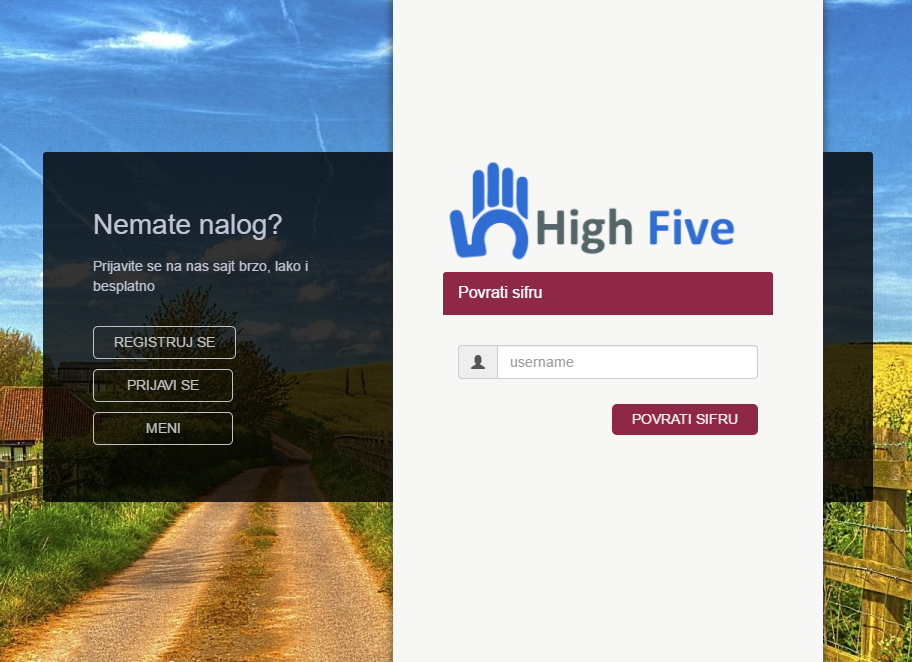 Nemate nalog?
Prijavite se na nas sajt brzo, lako i
besplatno
REGISTRUJ SE
PRIJAVI SE
MENI
High Five
Povrati sifru
username
POVRATI SIFRU